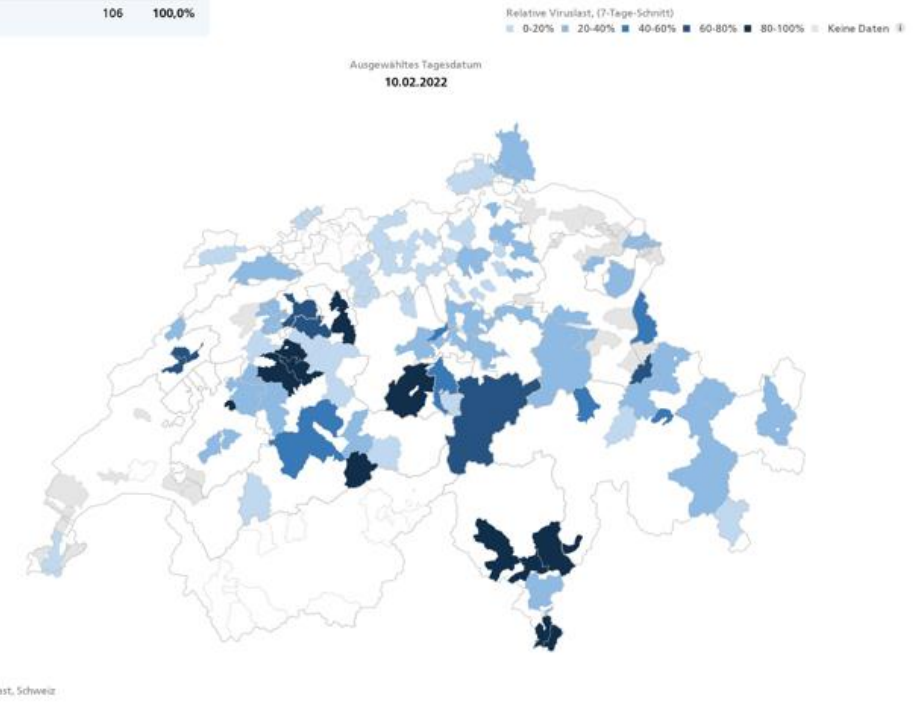 106 100,0%
Relative Viruslast, (7-Tage-Schnitt)
0-20% 20-40% 40-60% 60-80% 80-100% Keine Daten
Ausgewähltes Tagesdatum
10.02.2022
Schweiz